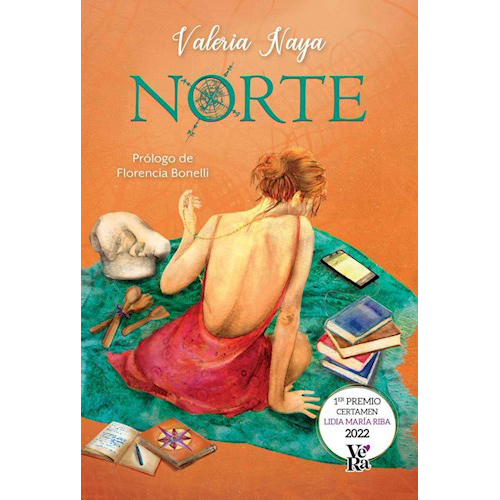 Valeria Naya
NORTE
Prólogo de
Florencia Bonelli
1ER PREMIO
CERTAMEN
LIDIA MARÍA RIBA
2022
VeRa